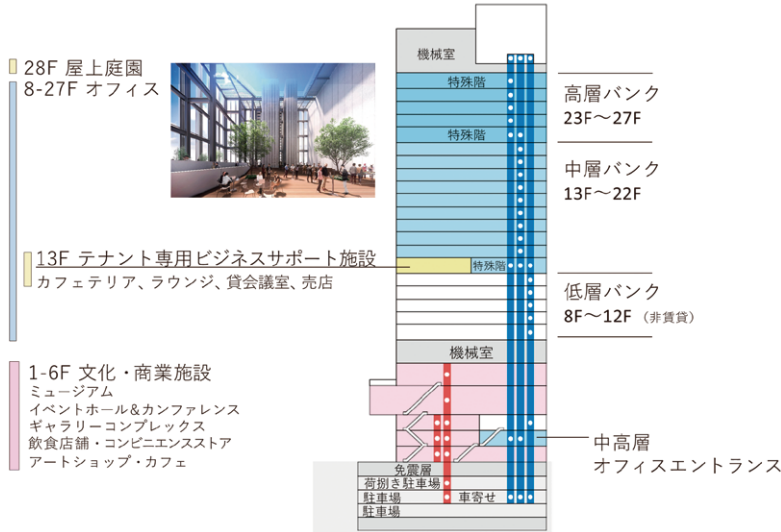 28F 屋上庭園
8-27F オフィス
13F テナント専用ビジネスサポート施設
カフェテリア、ラウンジ、貸会議室、売店
1-6F 文化・商業施設
ミュージアム
イベントホール&カンファレンス
ギャラリーコンプレックス
飲食店舗・コンビニエンスストア
アートショップ・カフェ
機械室
特殊階
特殊階
特殊階
機械室
免震層
荷捌き駐車場
駐車場
車寄せ
駐車場
高層バンク
23F〜27F
中層バンク
13F〜22F
低層バンク
8F〜12F （非賃貸）
中高層
オフィスエントランス